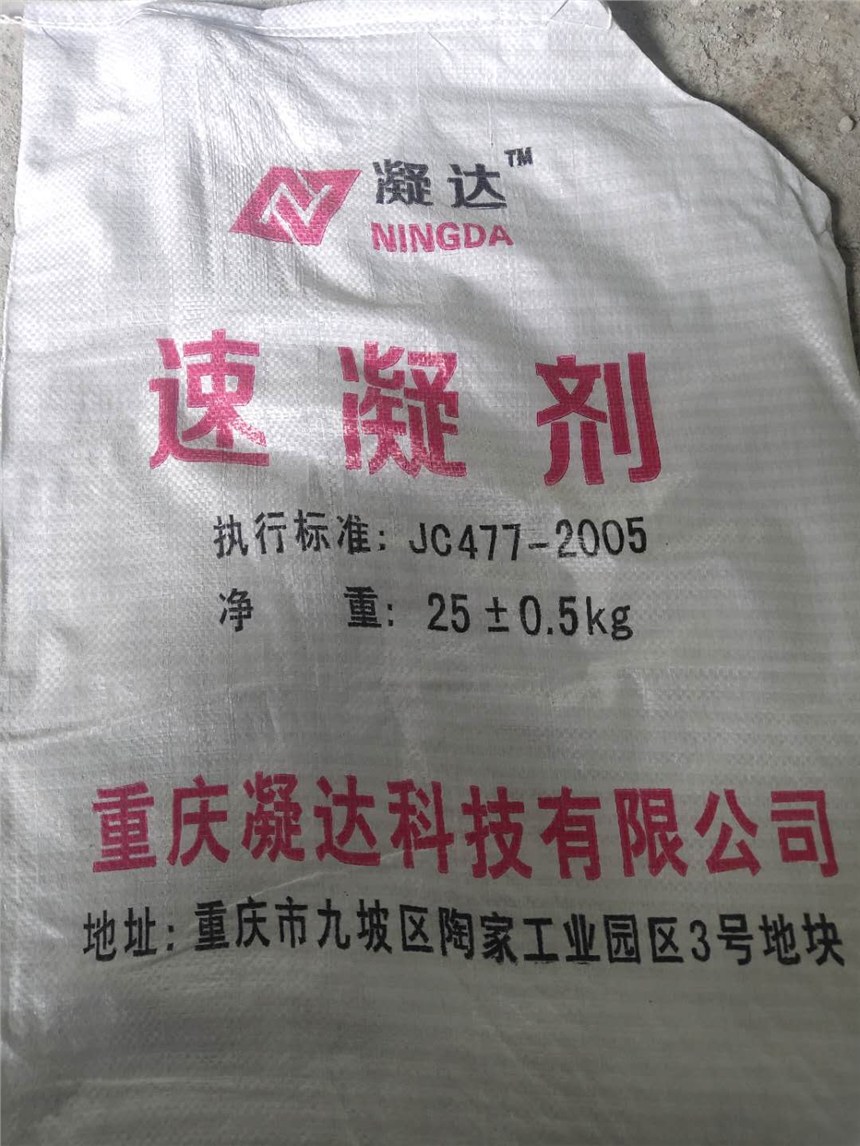 凝达™
NINGDA
速凝剂
执行标准: JC477-2005
净 重: 25±0.5kg
重庆凝达科技有限公司
地址: 重庆市九坡区陶家工业园区3号地块